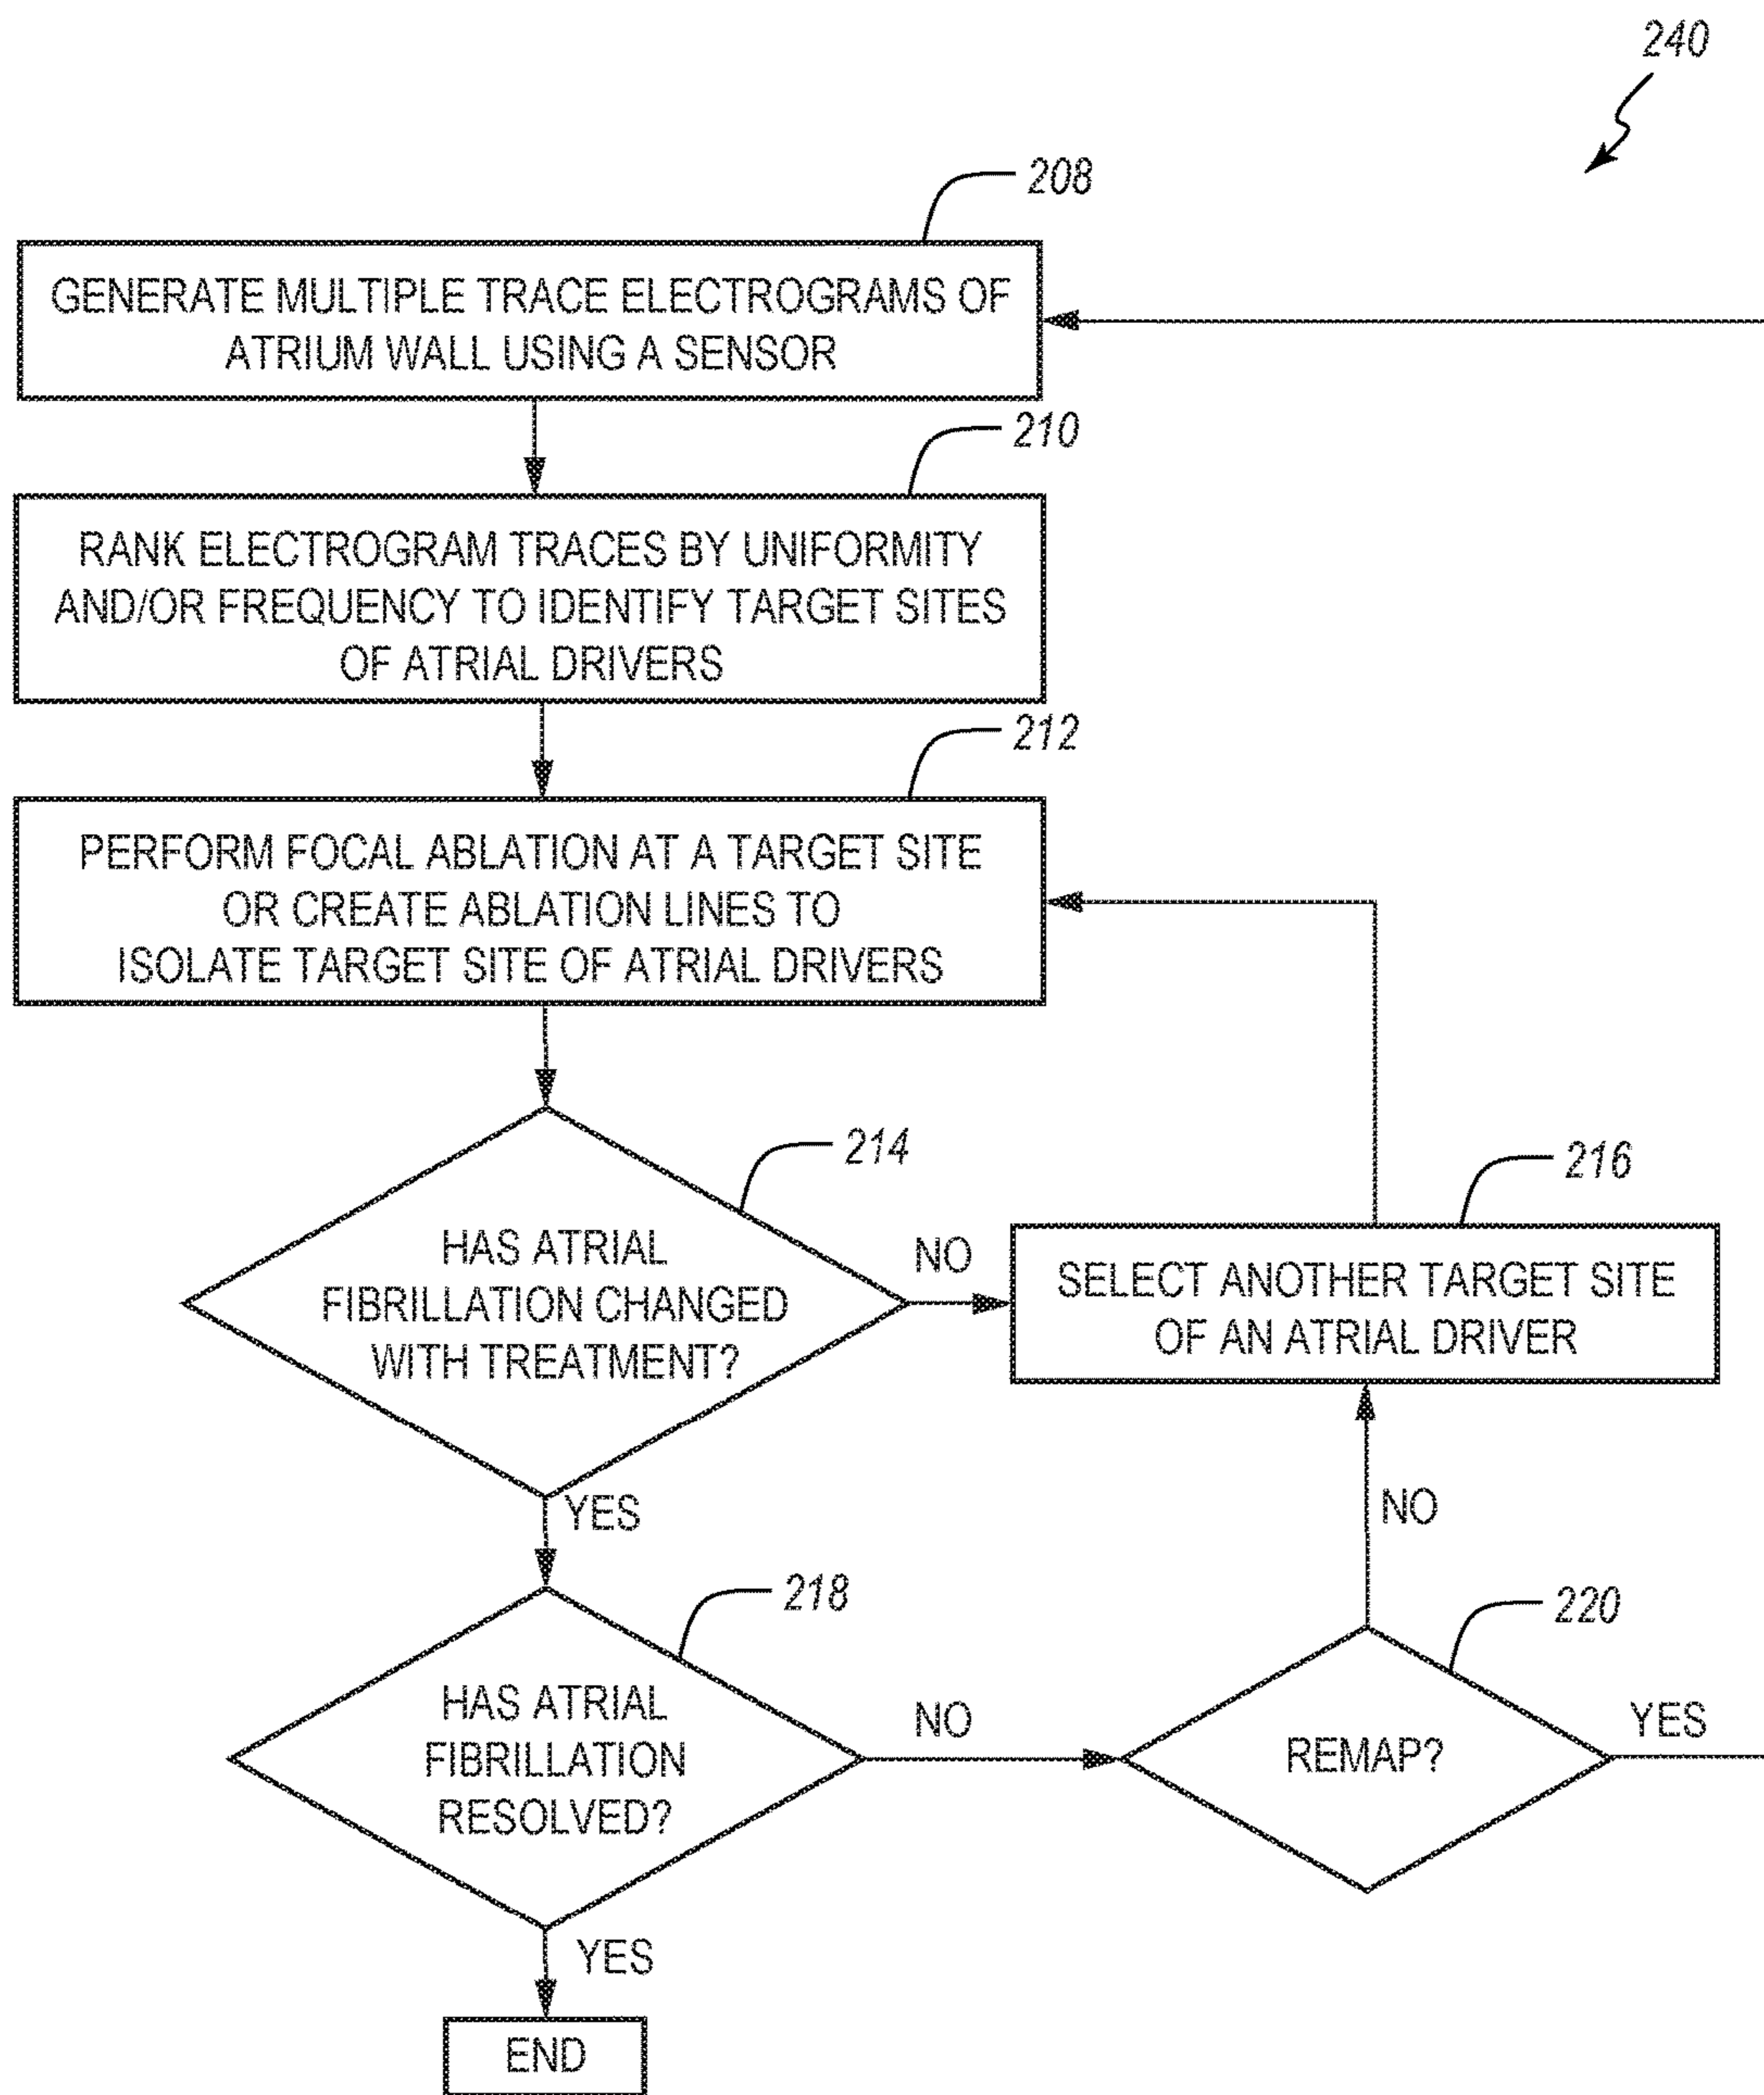 240
208
GENERATE MULTIPLE TRACE ELECTROGRAMS OF
ATRIUM WALL USING A SENSOR
210
RANK ELECTROGRAM TRACES BY UNIFORMITY
AND/OR FREQUENCY TO IDENTIFY TARGET SITES
OF ATRIAL DRIVERS
212
PERFORM FOCAL ABLATION AT A TARGET SITE
OR CREATE ABLATION LINES TO
ISOLATE TARGET SITE OF ATRIAL DRIVERS
214
HAS ATRIAL
FIBRILLATION CHANGED
WITH TREATMENT?
NO
216
SELECT ANOTHER TARGET SITE
OF AN ATRIAL DRIVER
YES
NO
218
HAS ATRIAL
FIBRILLATION
RESOLVED?
NO
220
REMAP?
YES
YES
END